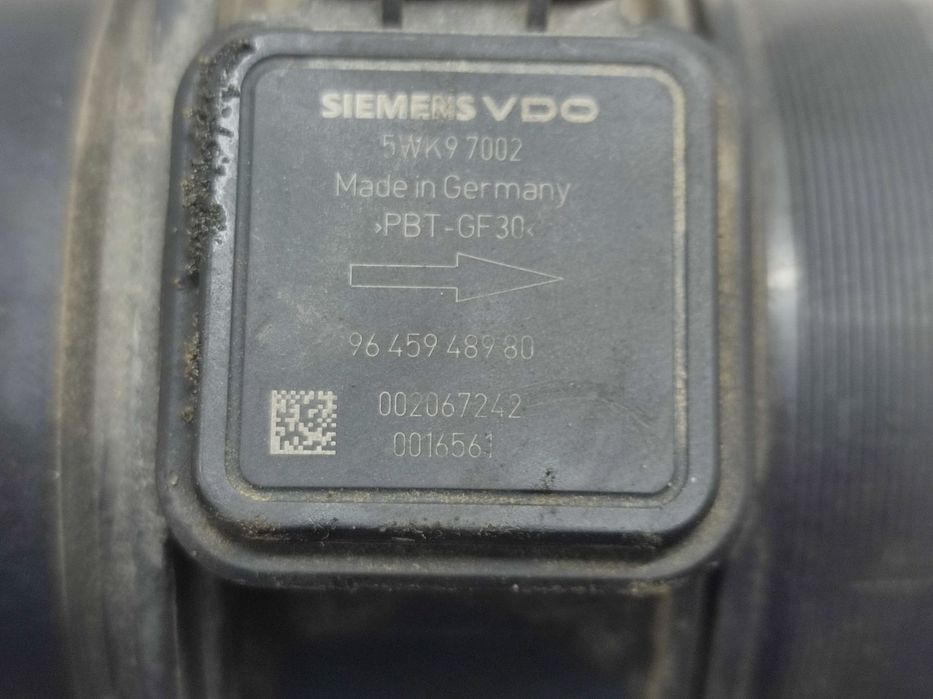 SIEMENS VDO
5WK9 7002
Made in Germany
›PBT-GF30‹
96 459 489 80
002067242
0016561